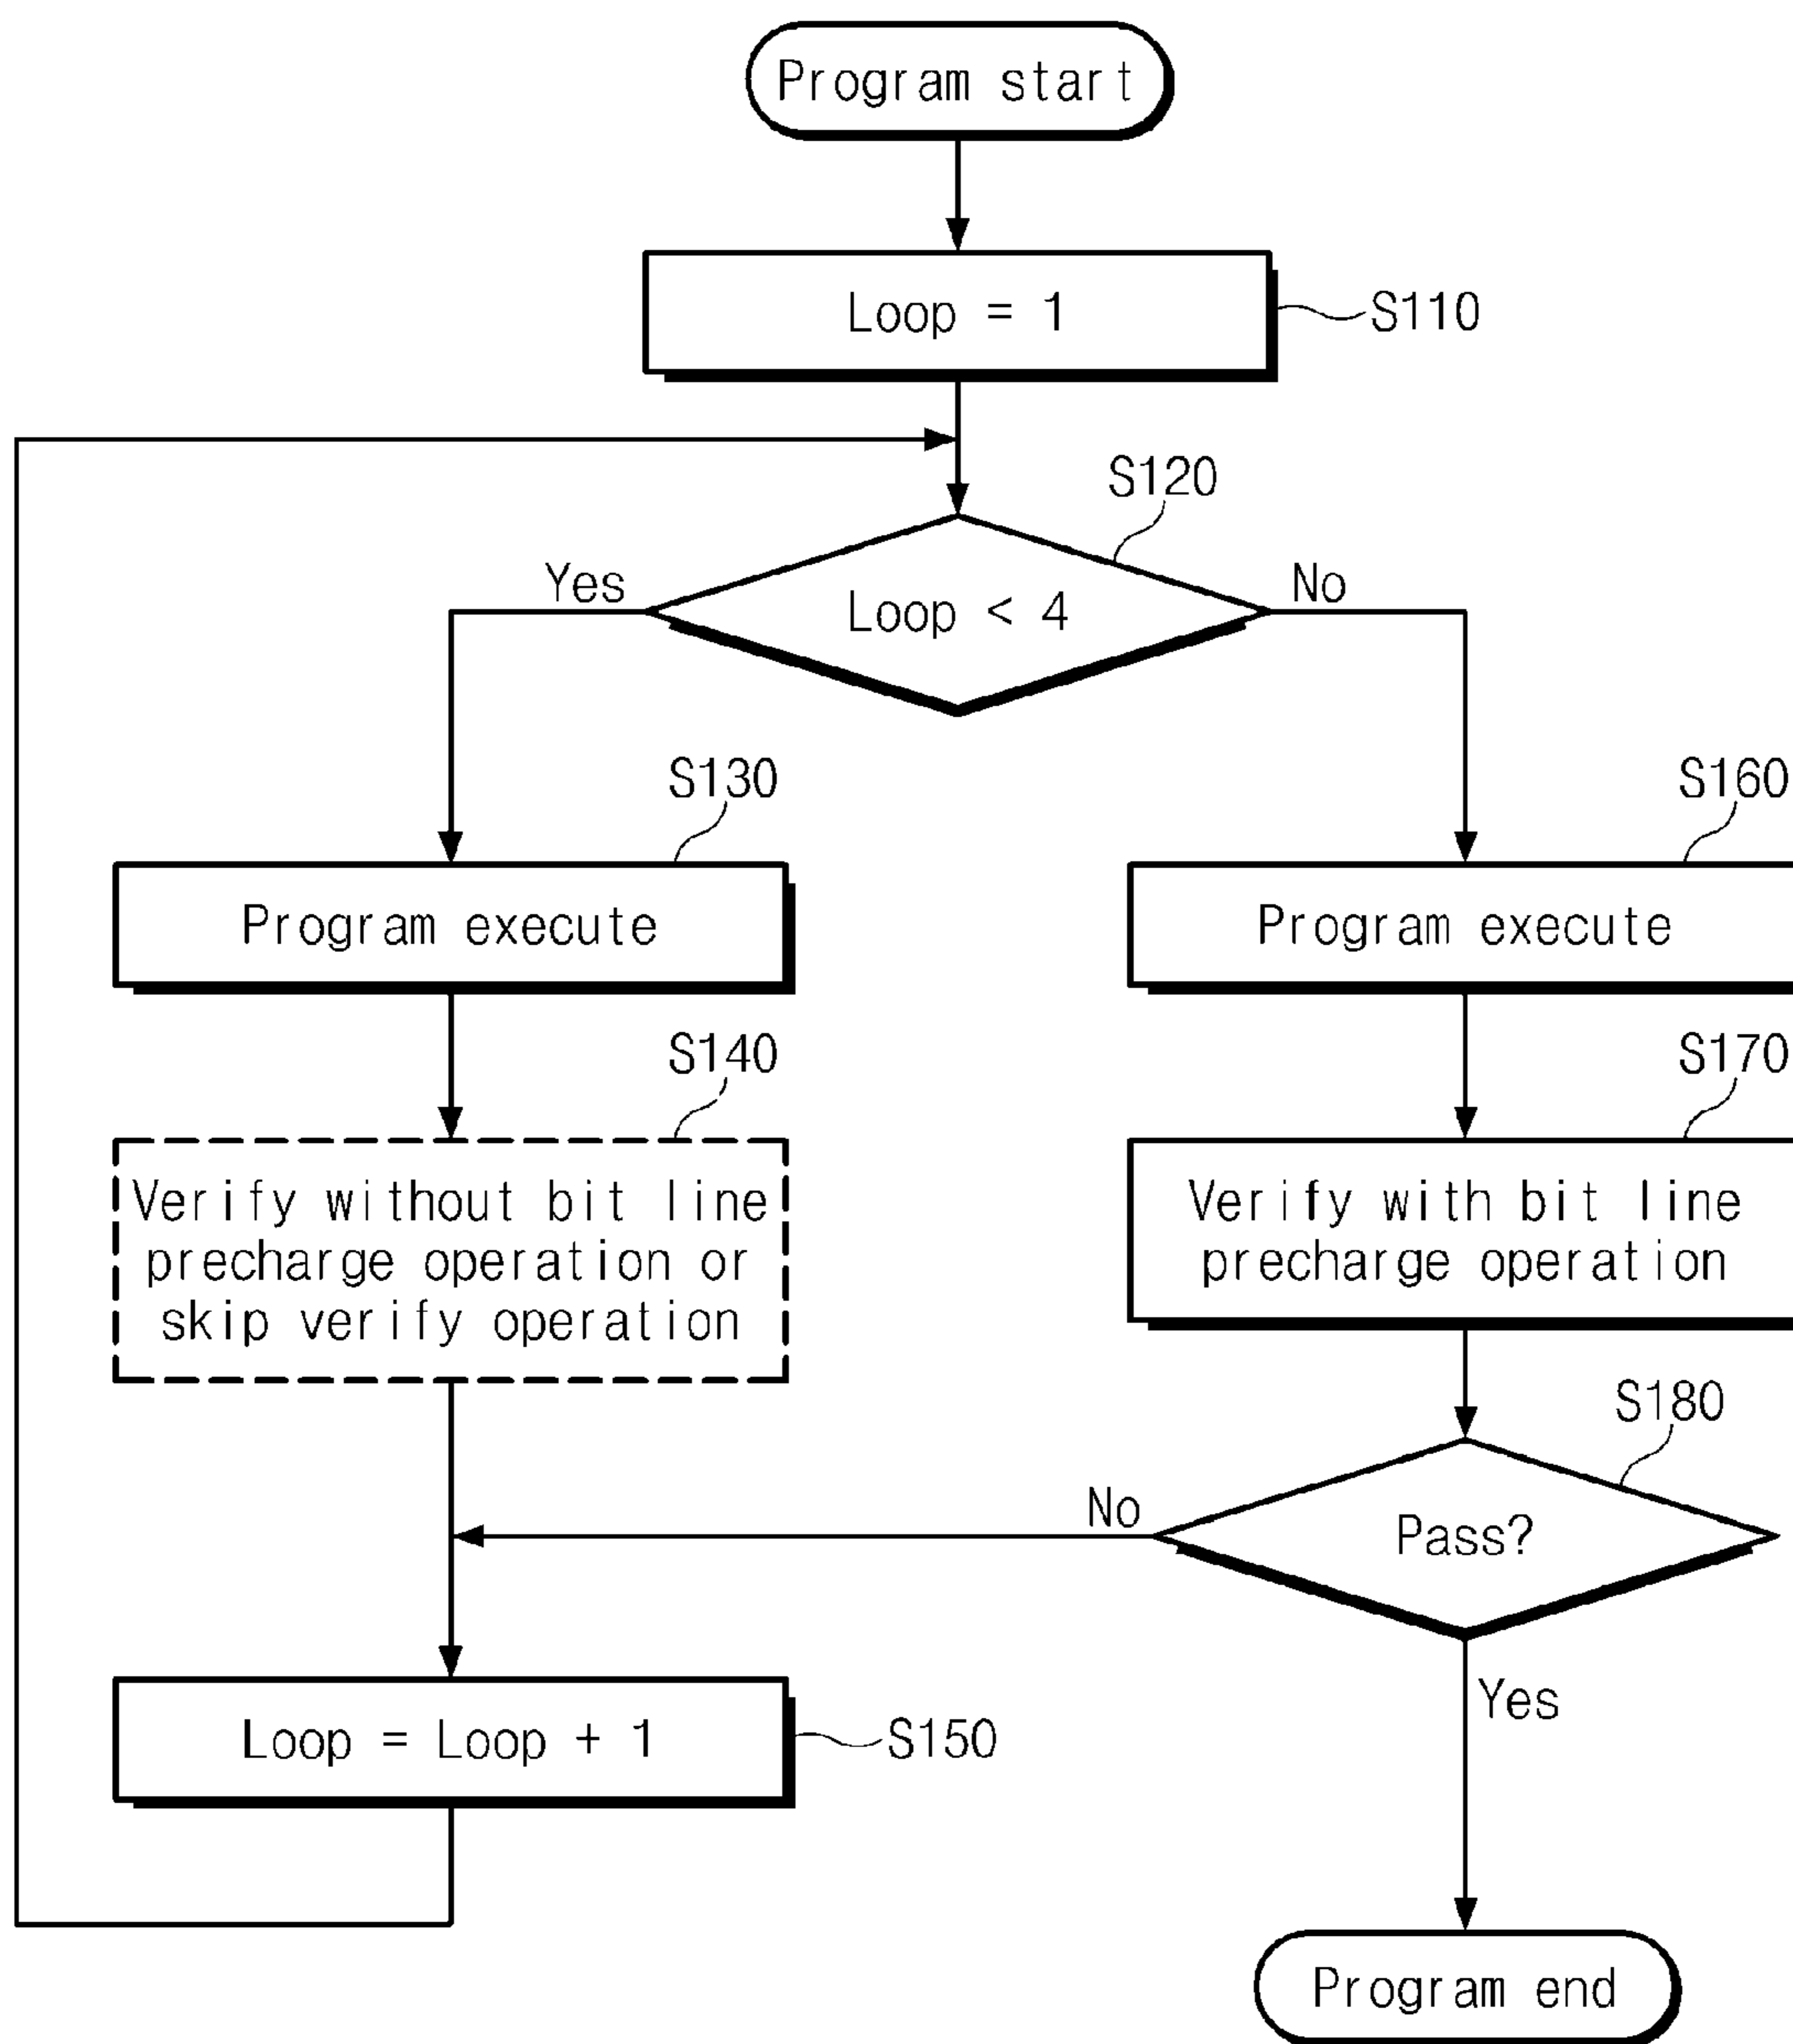 Program start
Loop = 1
S110
S120
Yes
No
Loop < 4
S130
S160
Program execute
Program execute
S140
S170
Verify without bit line
precharge operation or
skip verify operation
Verify with bit line
precharge operation
S180
No
Pass?
Yes
Loop = Loop + 1
S150
Program end